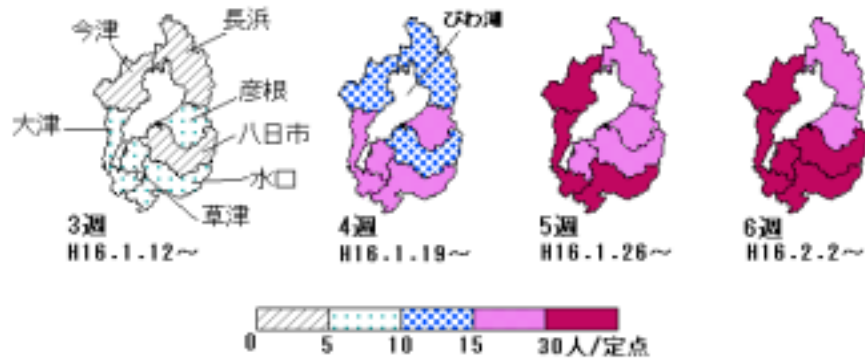 今津
長浜
彦根
大津
八日市
水口
草津
3週
H16.1.12～
びわ湖
4週
H16.1.19～
5週
H16.1.26～
6週
H16.2.2～
0 5 10 15 30人/定点